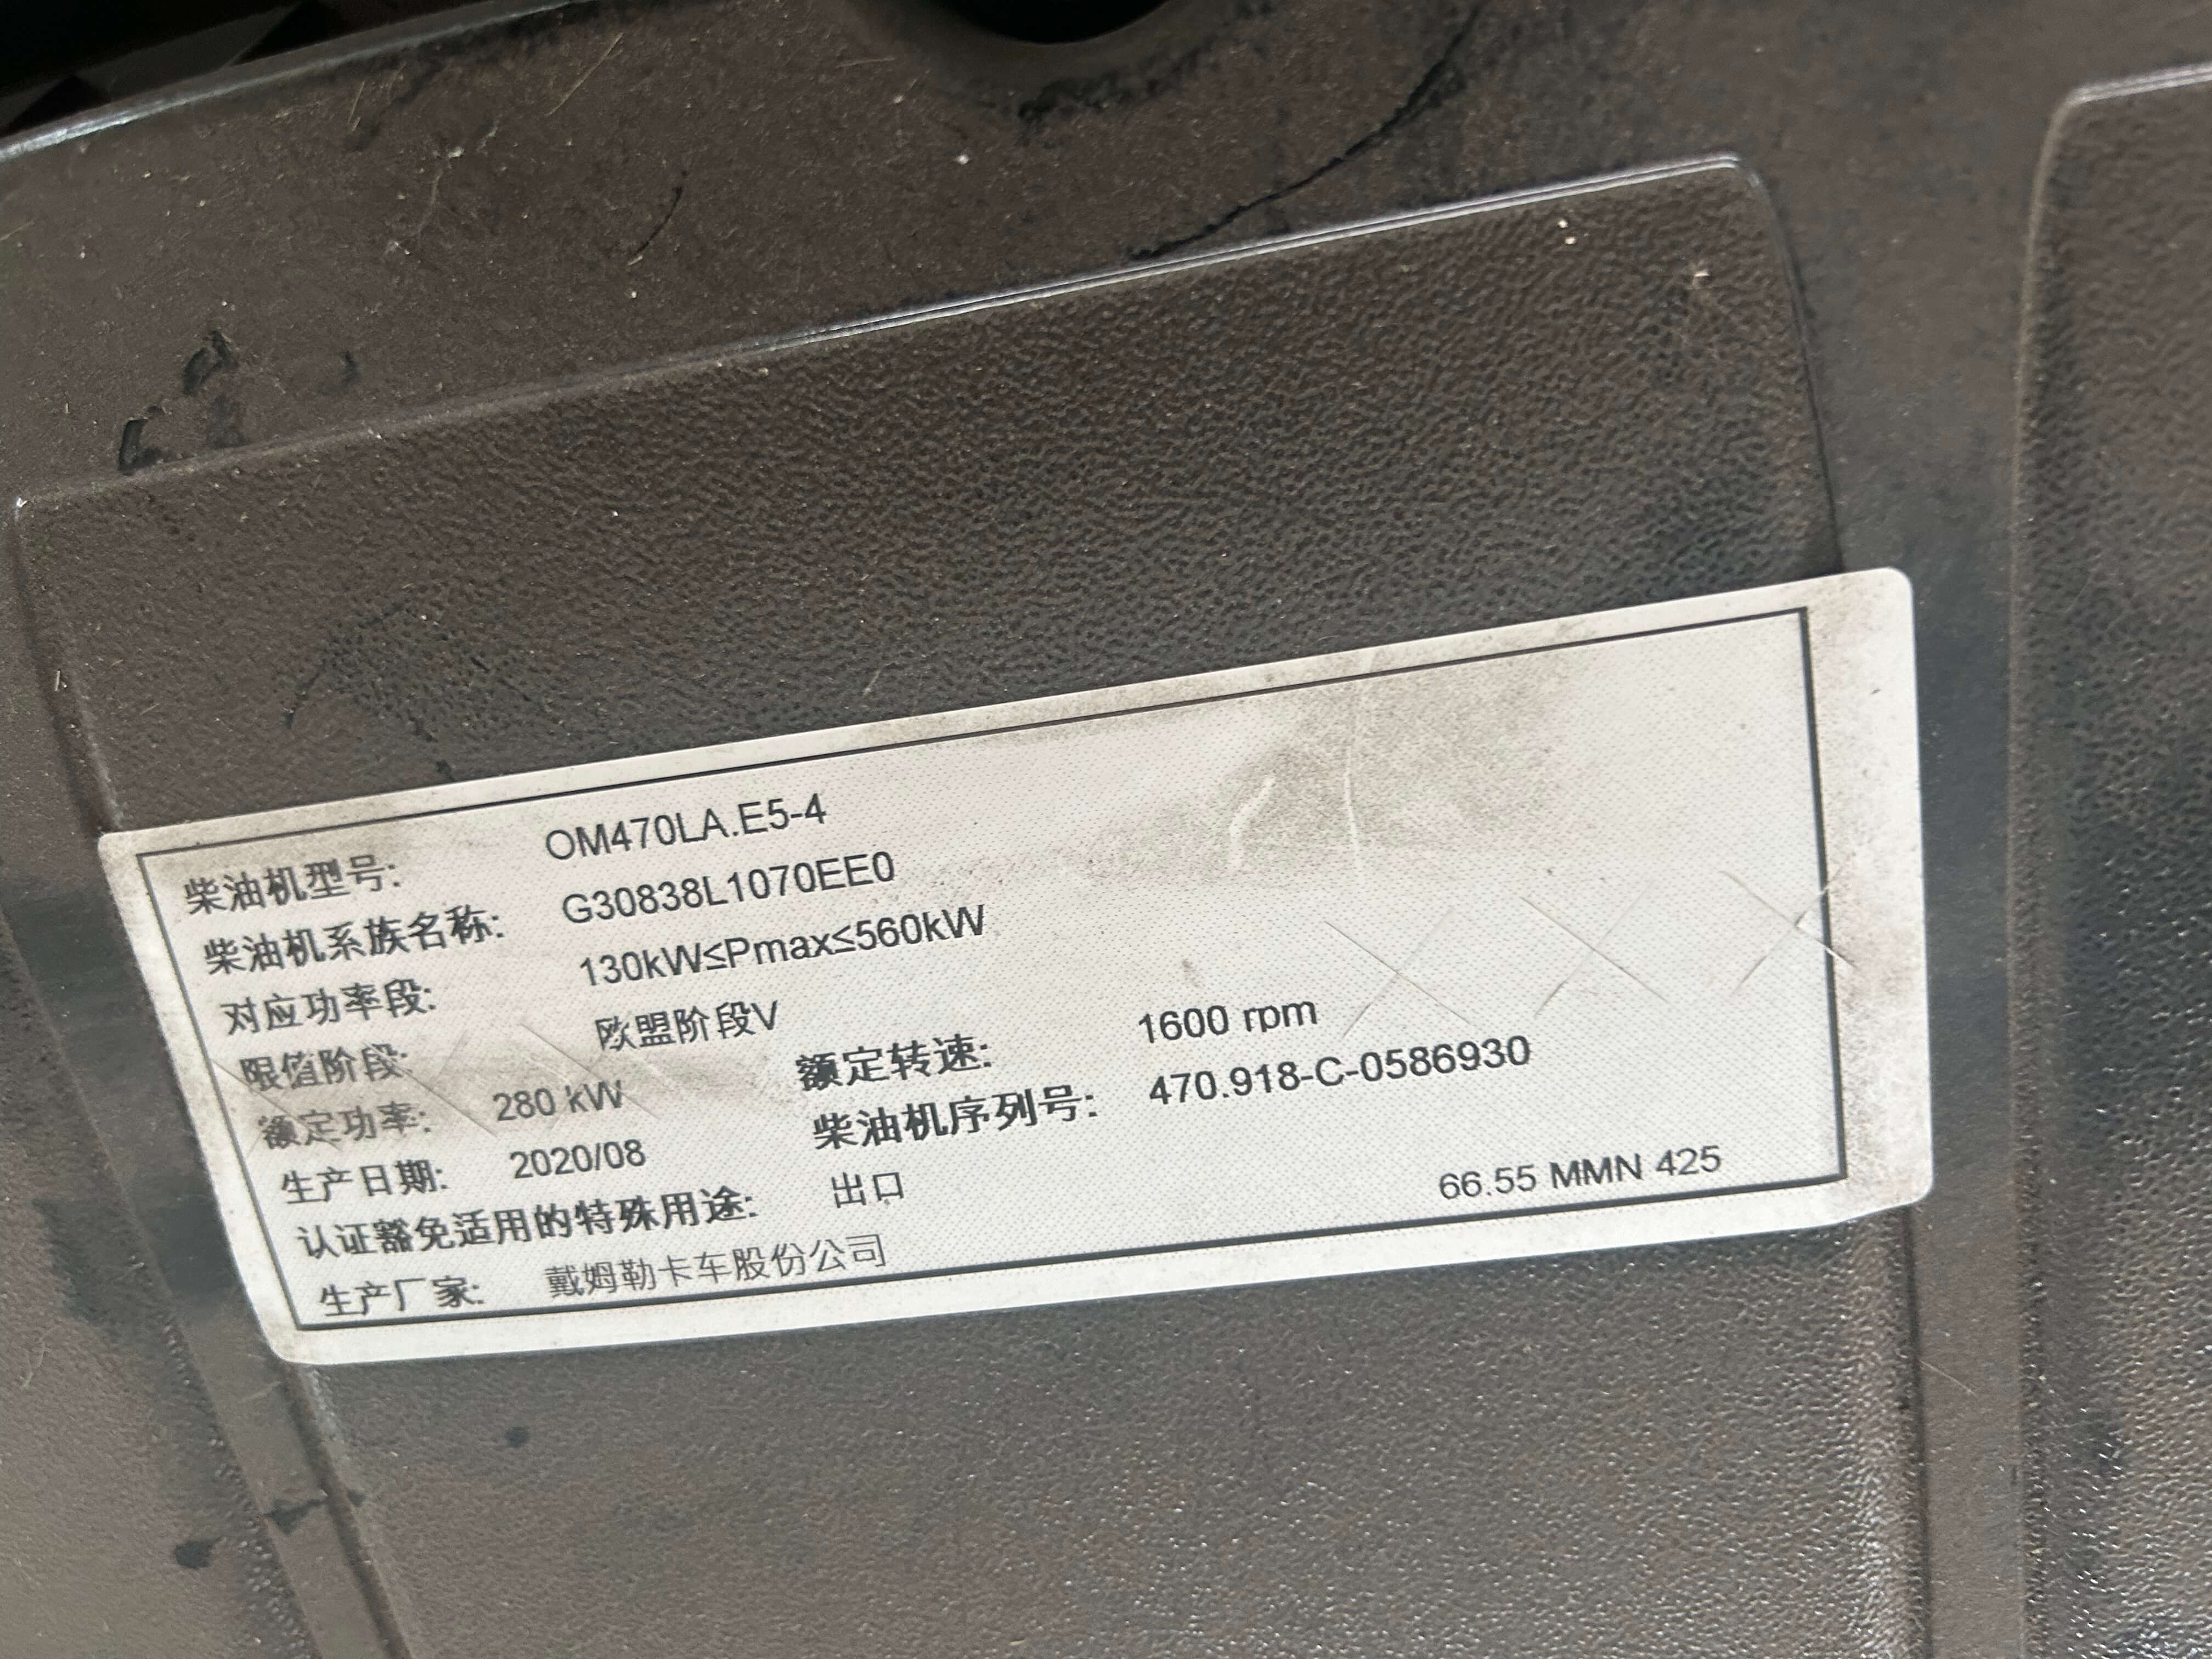 柴油机型号: OM470LA.E5-4
柴油机系族名称: G30838L1070EE0
对应功率段: 130kW≤Pmax≤560kW
限值阶段: 欧盟阶段V
额定功率: 280 kW 额定转速: 1600 rpm
生产日期: 2020/08 柴油机序列号: 470.918-C-0586930
认证豁免适用的特殊用途: 出口
生产厂家: 戴姆勒卡车股份公司 66.55 MMN 425